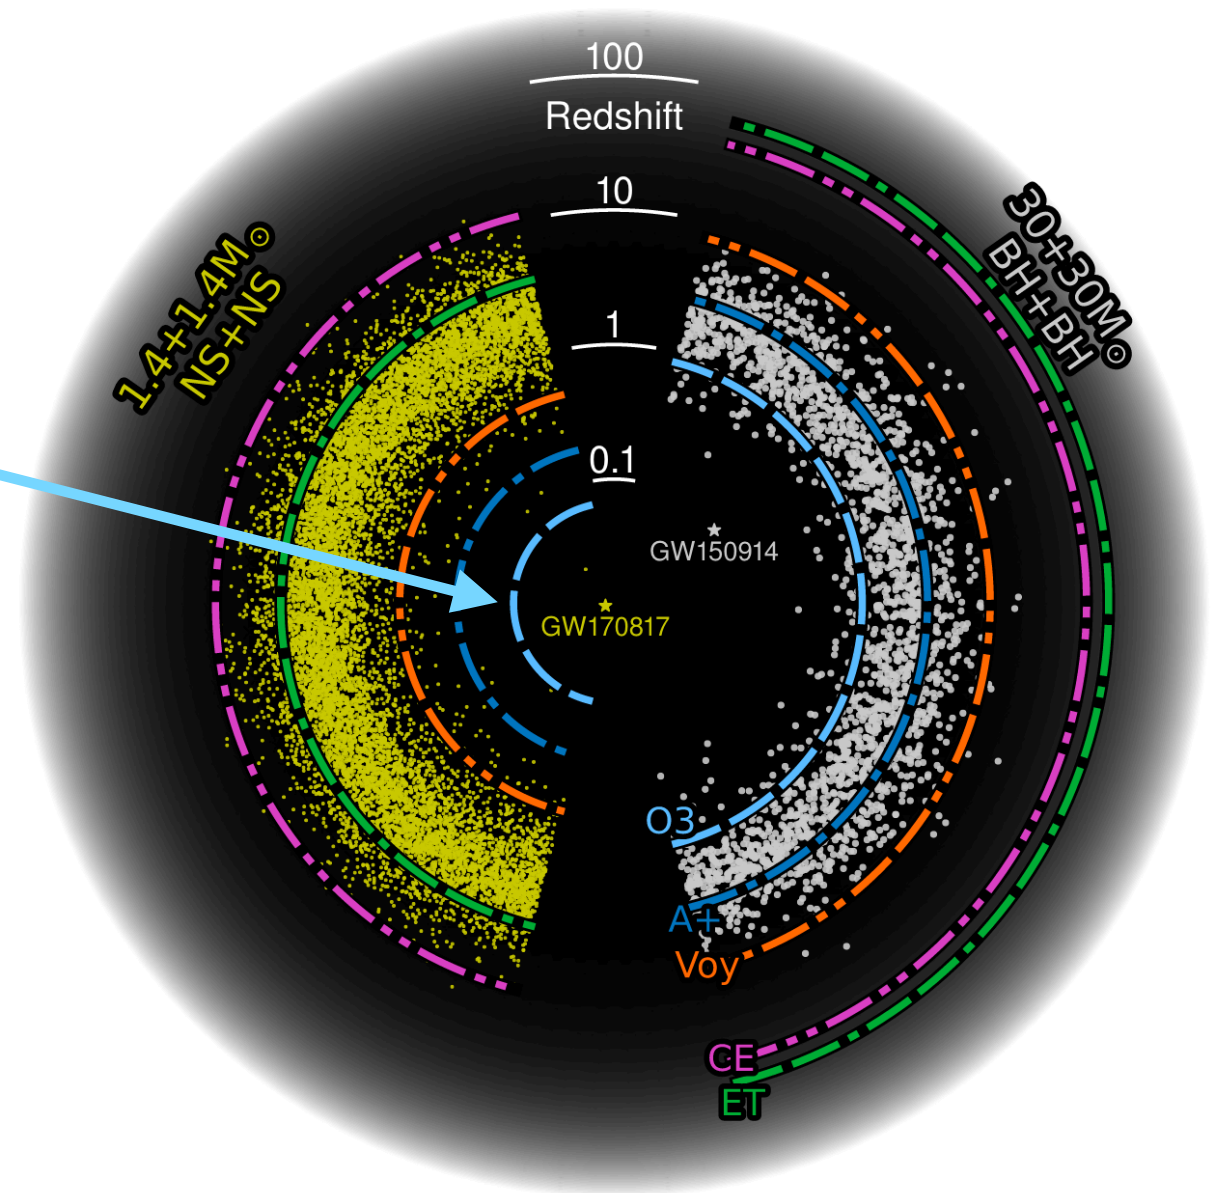 100
Redshift
10
1
0.1
1.4+1.4M⊙
NS+NS
30+30M⊙
BH+BH
GW150914
GW170817
O3
A+
Voy
CE
ET